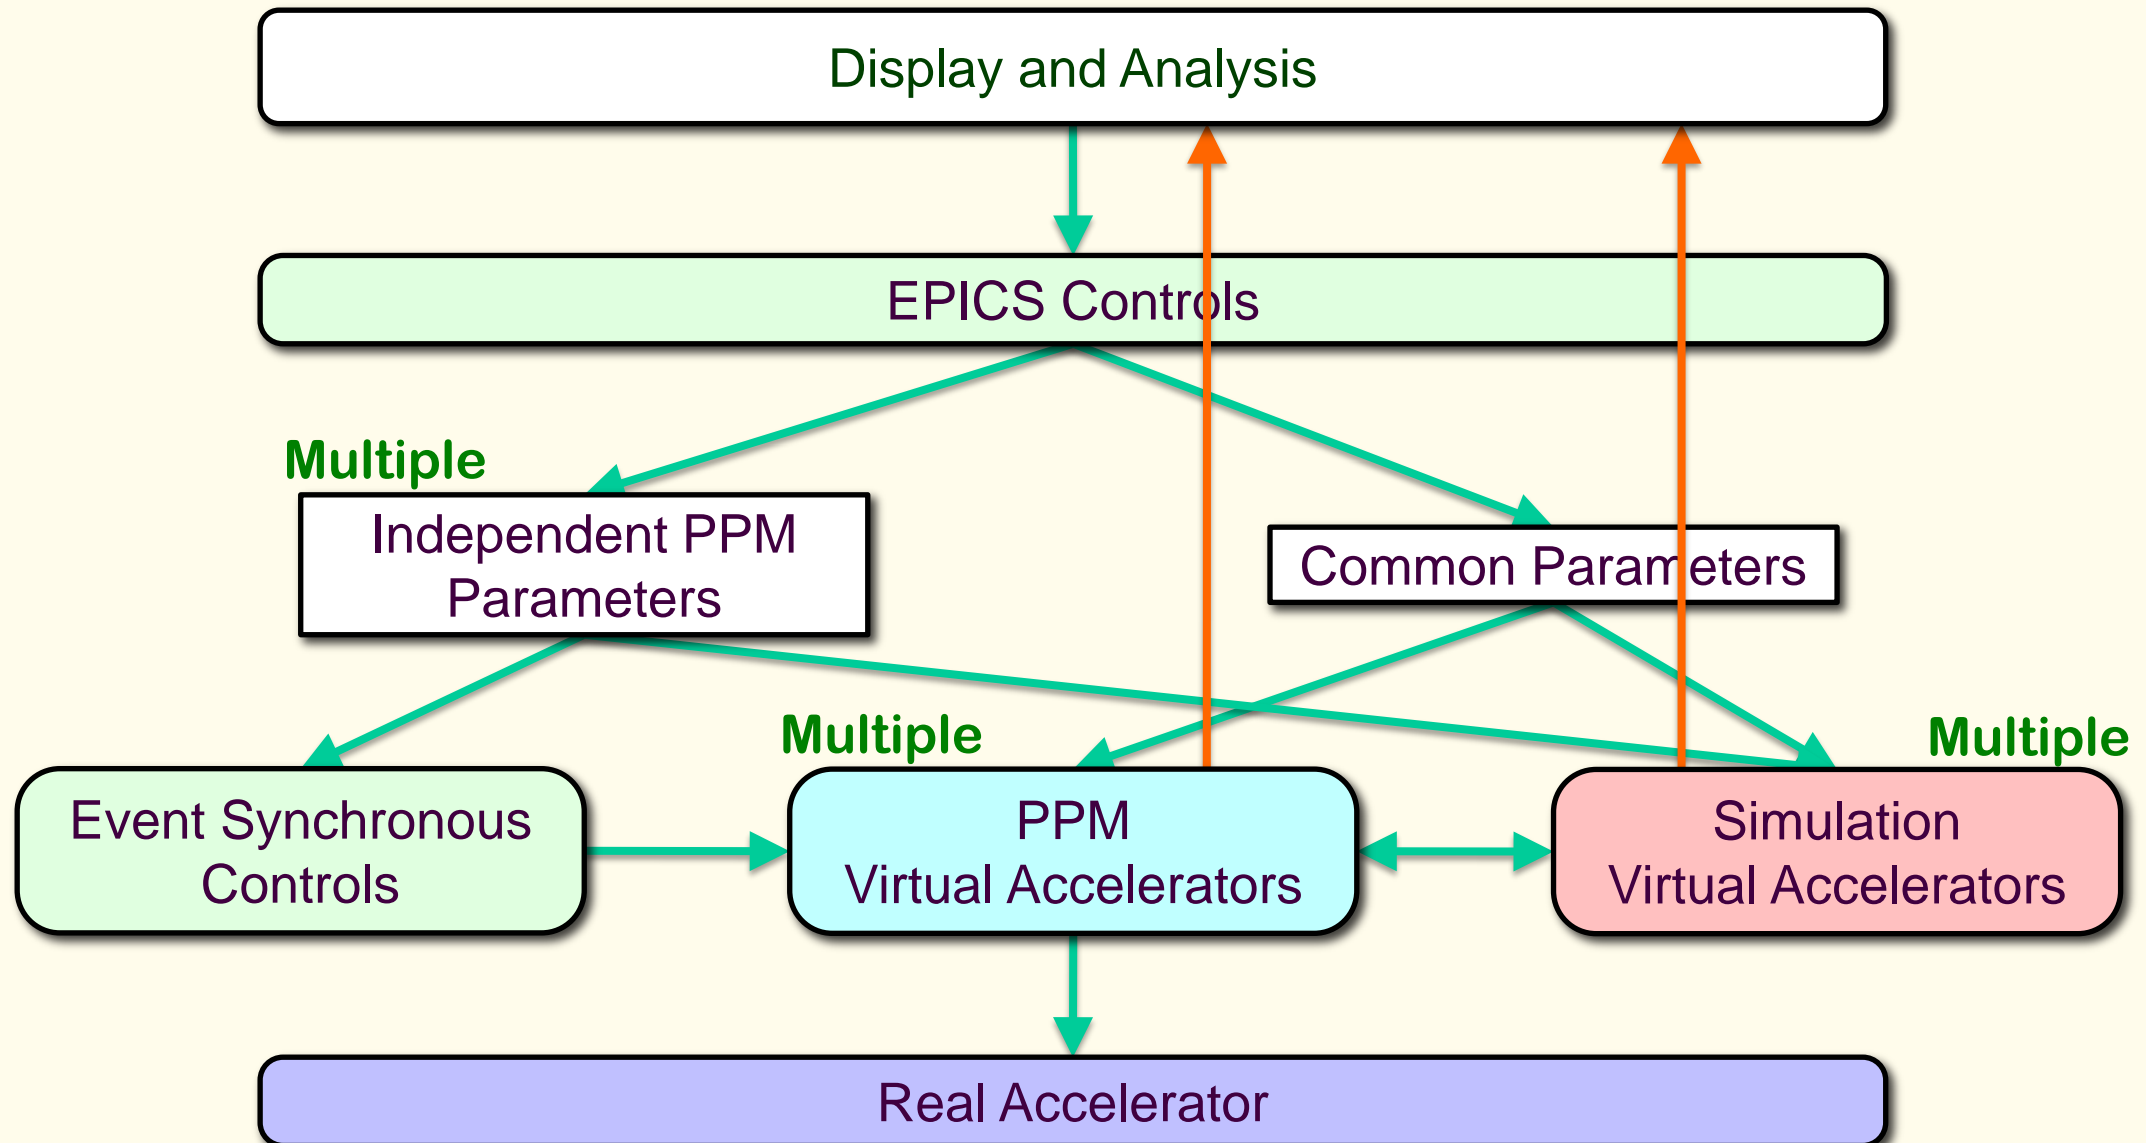 Display and Analysis
EPICS Controls
Multiple
Independent PPM
Parameters
Common Parameters
Multiple
Multiple
Event Synchronous
Controls
PPM
Virtual Accelerators
Simulation
Virtual Accelerators
Real Accelerator